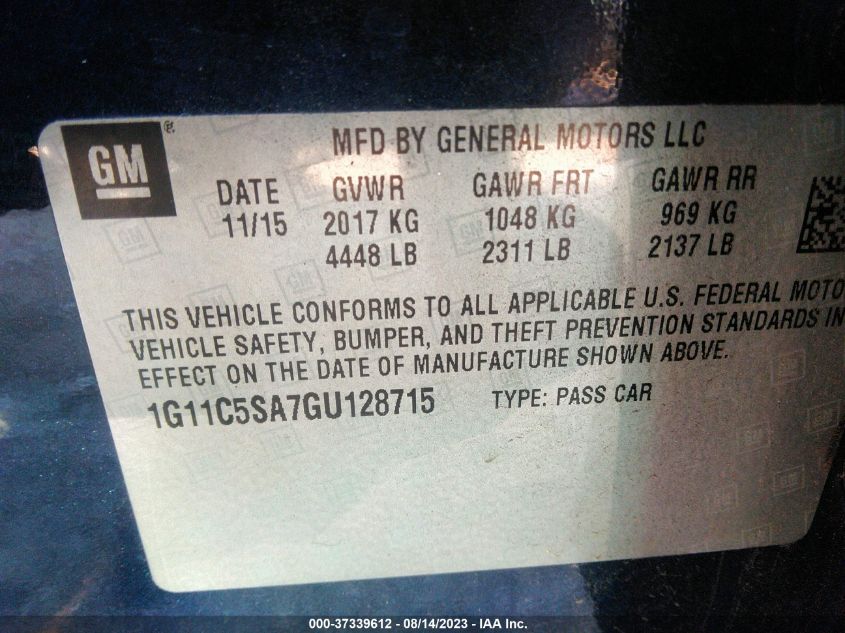 GM®
MFD BY GENERAL MOTORS LLC
DATE GVWR GAWR FRT GAWR RR
11/15 2017 KG 1048 KG 969 KG
4448 LB 2311 LB 2137 LB
THIS VEHICLE CONFORMS TO ALL APPLICABLE U.S. FEDERAL MOTO
VEHICLE SAFETY, BUMPER, AND THEFT PREVENTION STANDARDS IN
EFFECT ON THE DATE OF MANUFACTURE SHOWN ABOVE.
1G11C5SA7GU128715 TYPE: PASS CAR
000-37339612 - 08/14/2023 - IAA Inc.